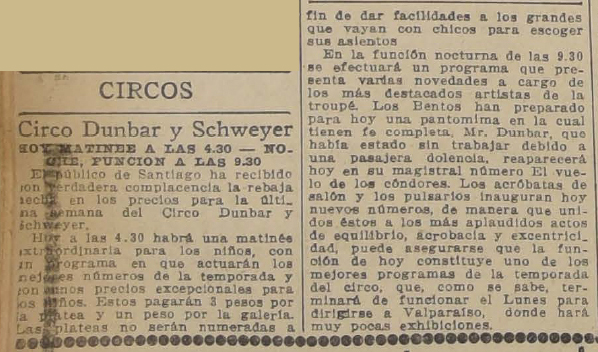 CIRCOS
Circo Dunbar y Schweyer
HOY MATINEE A LAS 4.30 — NO-
CHE, FUNCION A LAS 9.30
El público de Santiago ha recibido
con verdadera complacencia la rebaja
hecha en los precios para la últi-
ma semana del Circo Dunbar y
Schweyer.
Hoy a las 4.30 habrá una matinée
extraordnaria para los niños, con
un programa en que actuarán los
mejores números de la temporada y
con unos precios excepcionales para
los niños. Estos pagarán 3 pesos por
la platea y un peso por la galería.
Las plateas no serán numeradas a
fin de dar facilidades a los grandes
que vayan con chicos para escoger
sus asientos
En la función nocturna de las 9.30
se efectuará un programa que pre-
senta varias novedades a cargo de
los más destacados artistas de la
troupé. Los Bentos han preparado
para hoy una pantomima en la cual
tienen fe completa, Mr. Dunbar, que
había estado sin trabajar debido a
una pasajera dolencia, reaparecerá
hoy en su magistral número El vue-
lo de los cóndores. Los acróbatas de
salón y los pulsarios inauguran hoy
nuevos números, de manera que uni-
dos éstos a los más aplaudidos actos
de equilibrio, acrobacia y excentrici-
dad, puede asegurarse que la fun-
ción de hoy constituye uno de los
mejores programas de la temporada
del circo, que, como se sabe, ter-
minará de funcionar el Lunes para
dirigirse a Valparaíso, donde hará
muy pocas exhibiciones.